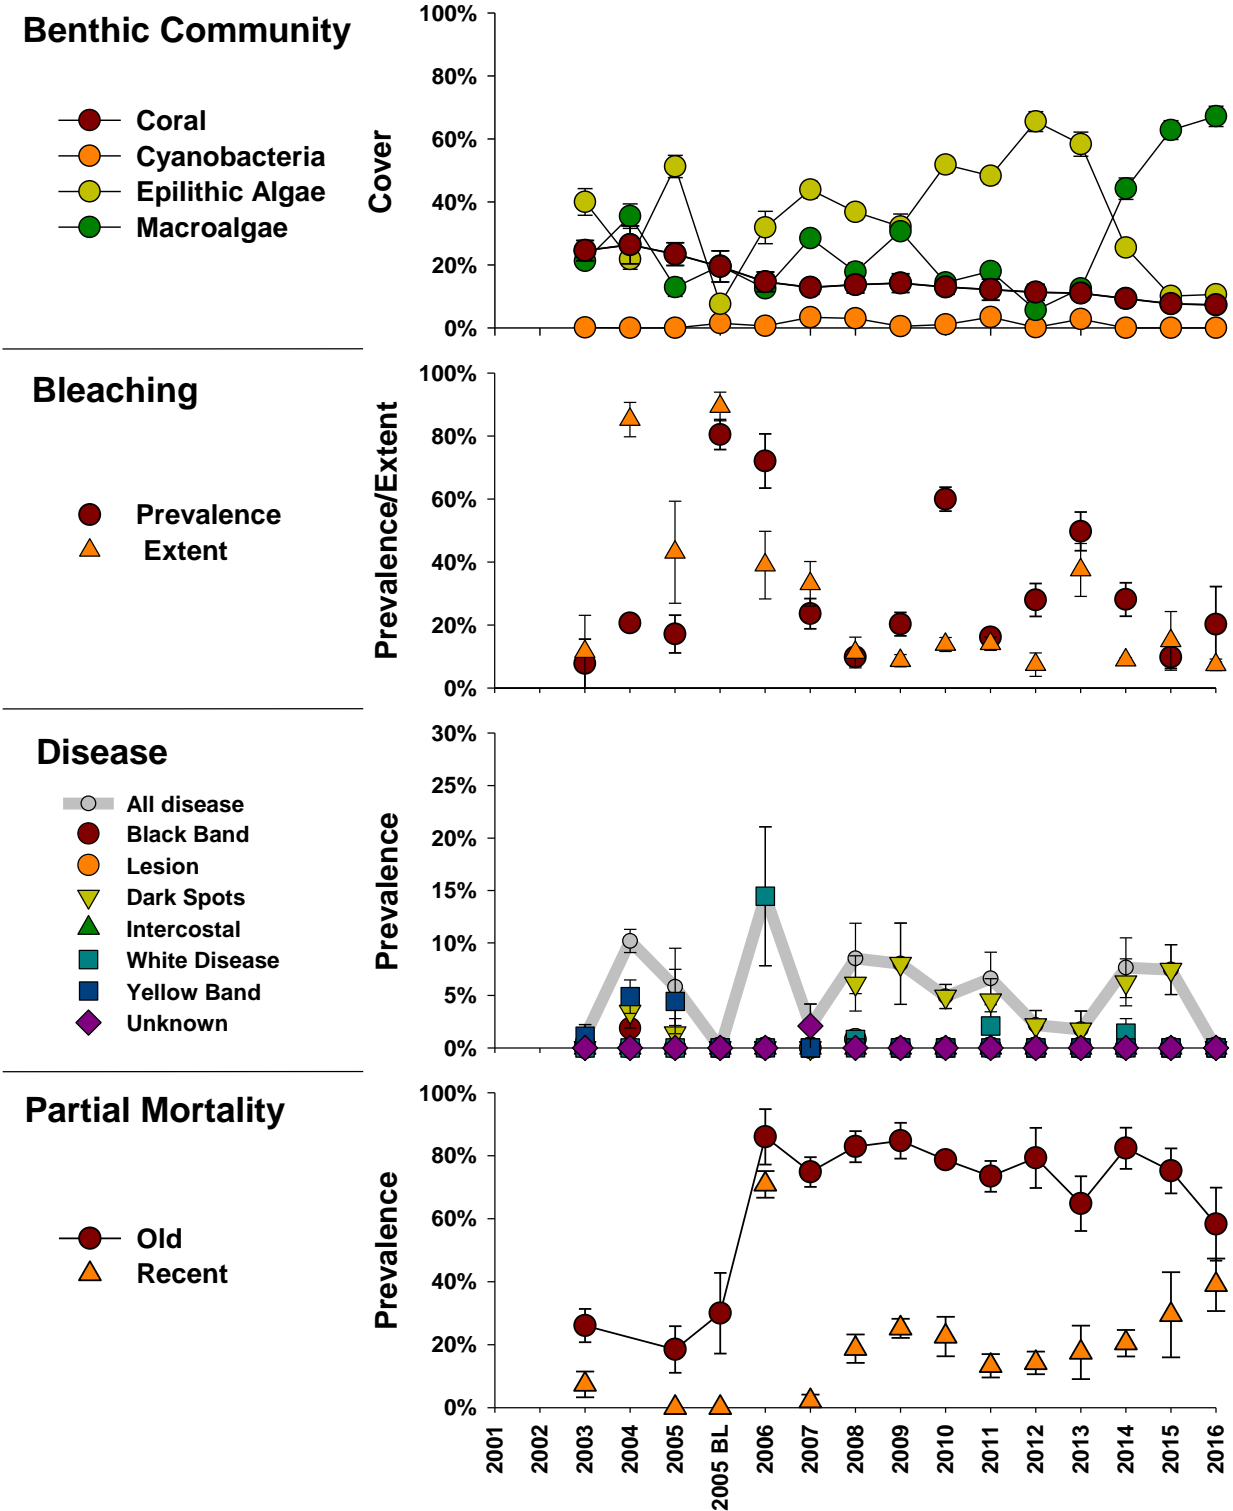 Benthic Community
Coral
Cyanobacteria
Epilithic Algae
Macroalgae
Cover
100%
80%
60%
40%
20%
0%
Bleaching
Prevalence
Extent
Prevalence/Extent
100%
80%
60%
40%
20%
0%
Disease
All disease
Black Band
Lesion
Dark Spots
Intercostal
White Disease
Yellow Band
Unknown
Prevalence
30%
25%
20%
15%
10%
5%
0%
Partial Mortality
Old
Recent
Prevalence
100%
80%
60%
40%
20%
0%
2001
2002
2003
2004
2005
2005 BL
2006
2007
2008
2009
2010
2011
2012
2013
2014
2015
2016